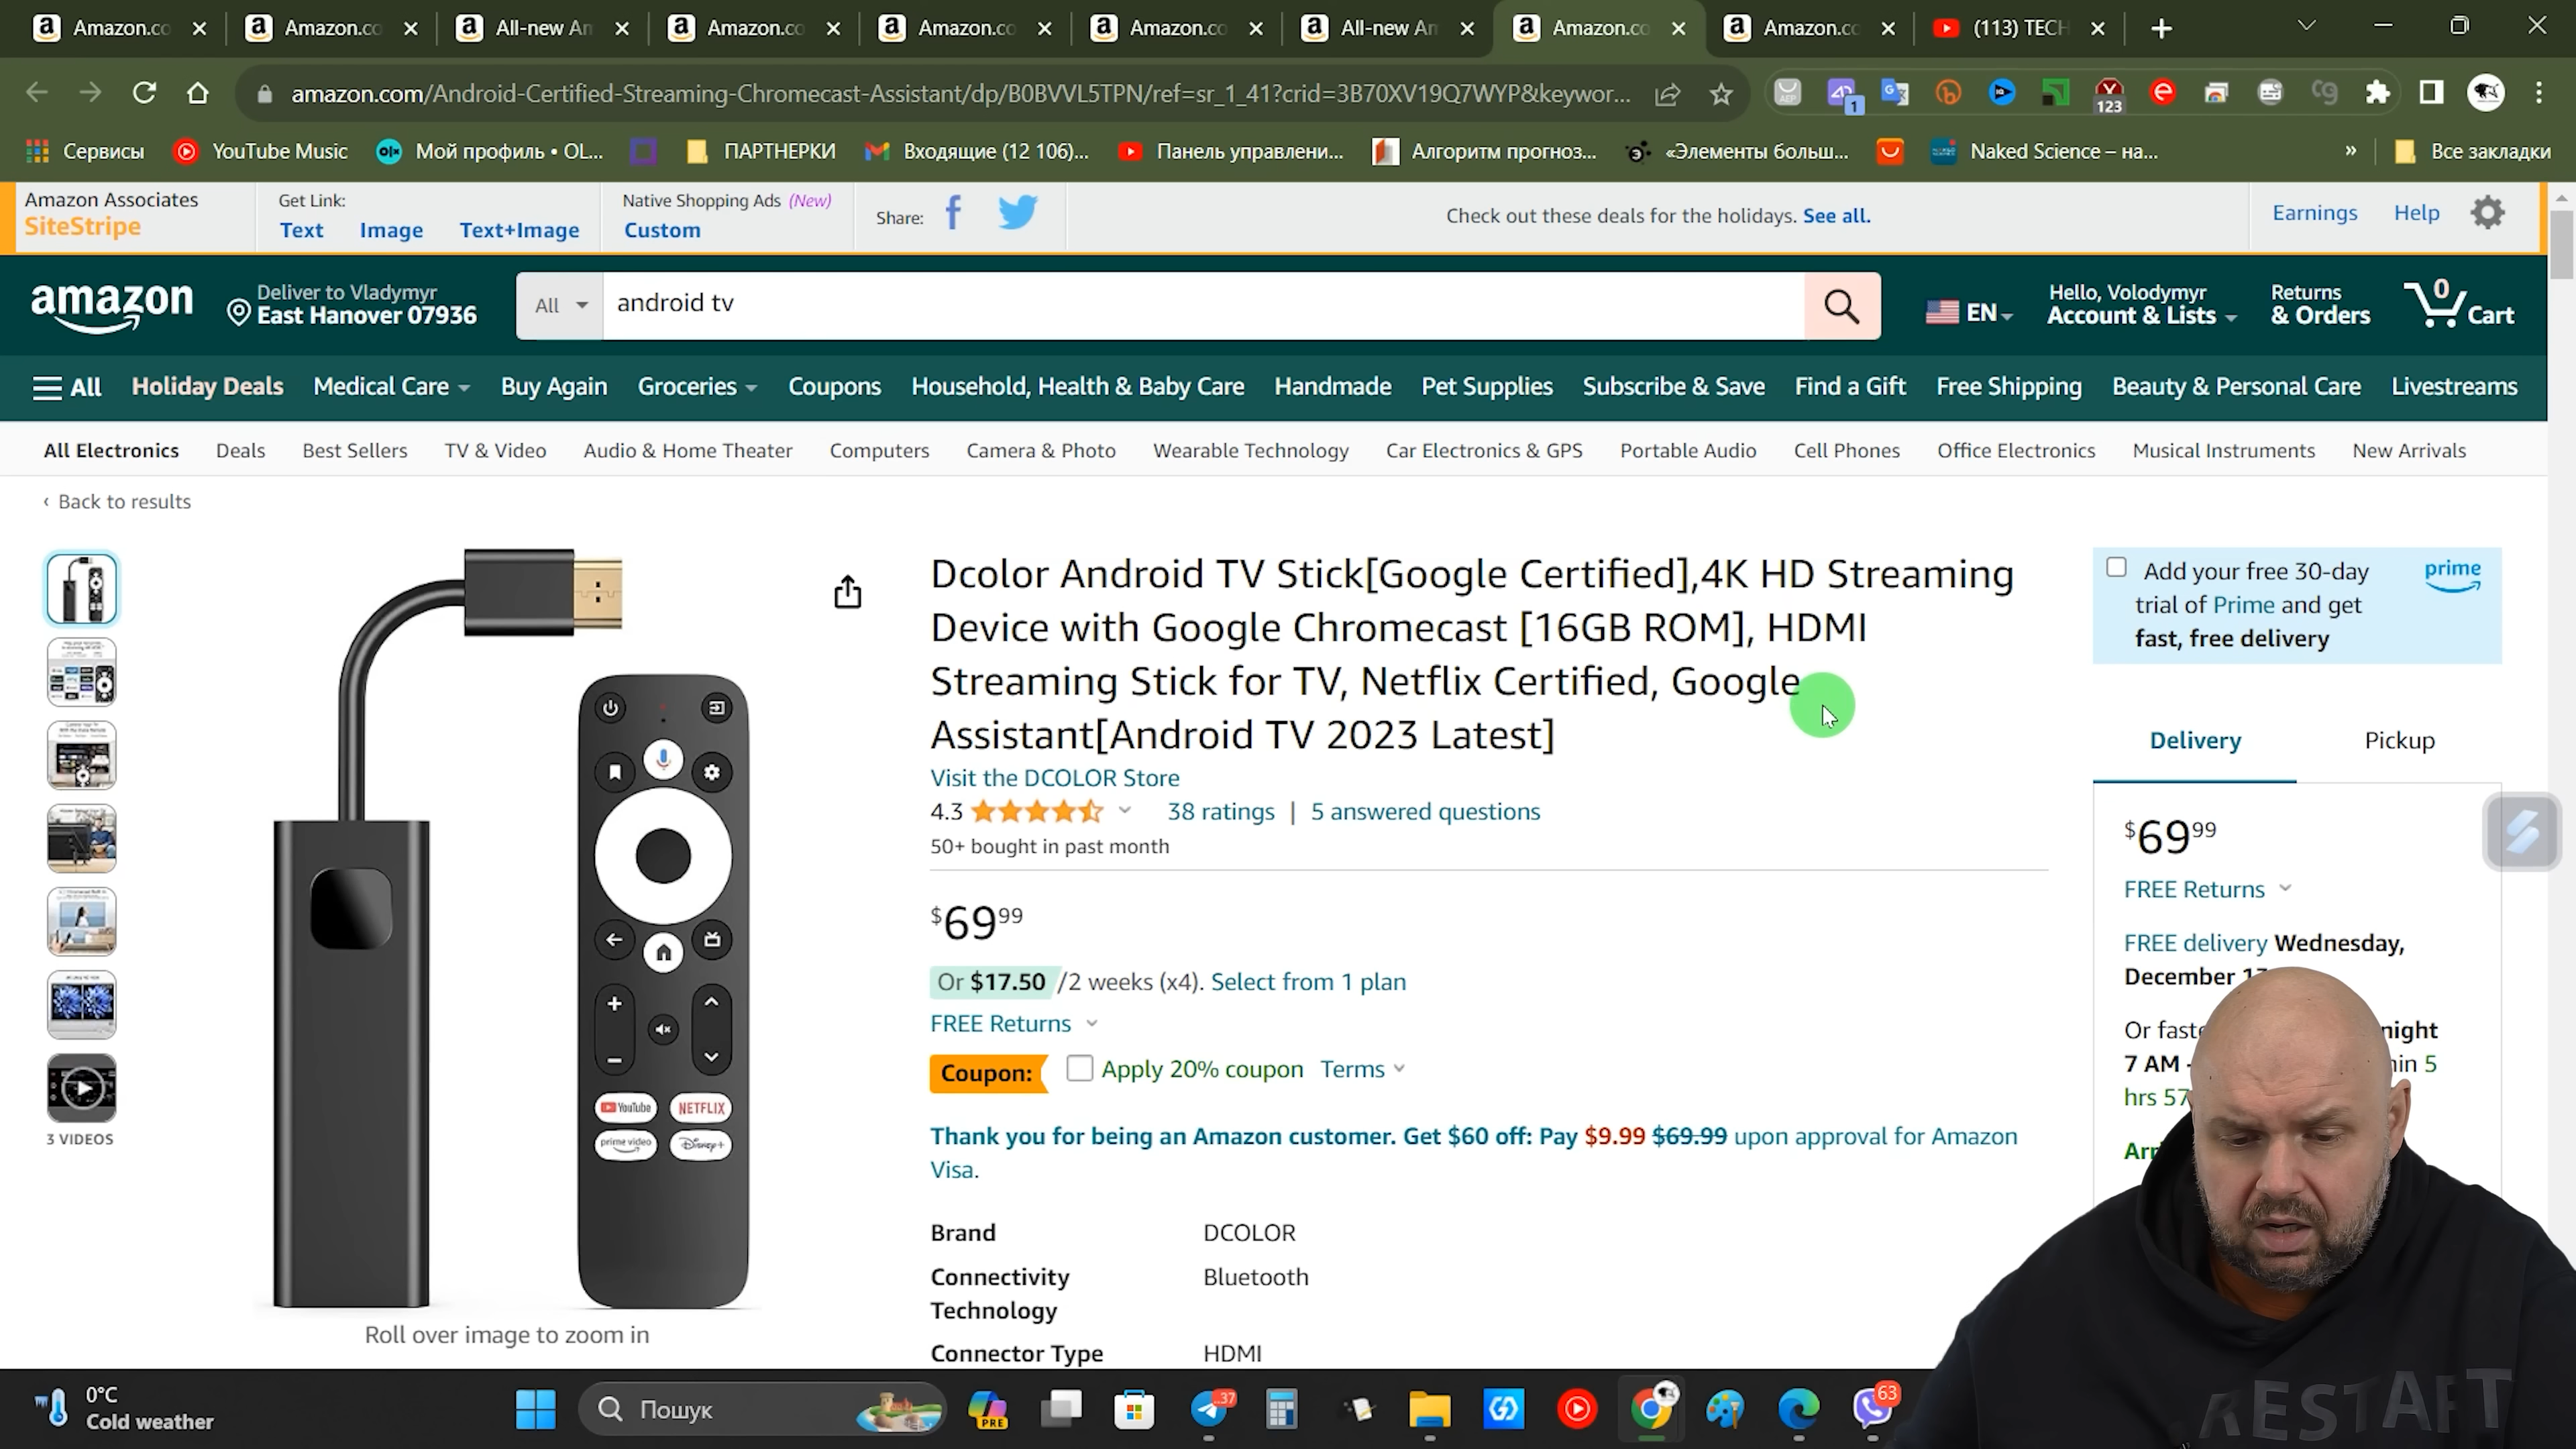 Amazon.co
Amazon.co
All-new Am
Amazon.co
Amazon.co
Amazon.co
All-new Am
Amazon.co
Amazon.co
(113) TECH
amazon.com/Android-Certified-Streaming-Chromecast-Assistant/dp/B0BVVL5TPN/ref=sr_1_41?crid=3B70XV19Q7WYP&keywor...
1
123
Сервисы
YouTube Music
Мой профиль • OL...
ПАРТНЕРКИ
Входящие (12 106)...
Панель управлени...
Алгоритм прогноз...
«Элементы больш...
Naked Science – на...
»
Все закладки
Amazon Associates
SiteStripe
Get Link:
Text Image Text+Image
Native Shopping Ads (New)
Custom
Share:
Check out these deals for the holidays. See all.
Earnings Help
amazon
Deliver to Vladymyr
East Hanover 07936
All
android tv
EN
Hello, Volodymyr
Account & Lists
Returns
& Orders
0
Cart
All Holiday Deals Medical Care Buy Again Groceries Coupons Household, Health & Baby Care Handmade Pet Supplies Subscribe & Save Find a Gift Free Shipping Beauty & Personal Care Livestreams
All Electronics Deals Best Sellers TV & Video Audio & Home Theater Computers Camera & Photo Wearable Technology Car Electronics & GPS Portable Audio Cell Phones Office Electronics Musical Instruments New Arrivals
‹ Back to results
Dcolor Android TV Stick[Google Certified],4K HD Streaming
Device with Google Chromecast [16GB ROM], HDMI
Streaming Stick for TV, Netflix Certified, Google
Assistant[Android TV 2023 Latest]
Visit the DCOLOR Store
4.3 38 ratings | 5 answered questions
50+ bought in past month
$69 99
Or $17.50 /2 weeks (x4). Select from 1 plan
FREE Returns
Coupon: Apply 20% coupon Terms
Thank you for being an Amazon customer. Get $60 off: Pay $9.99 $69.99 upon approval for Amazon
Visa.
Brand DCOLOR
Connectivity Bluetooth
Technology
Connector Type HDMI
3 VIDEOS
YouTube NETFLIX
prime video Disney+
Roll over image to zoom in
Add your free 30-day
trial of Prime and get
fast, free delivery
prime
Delivery Pickup
$69 99
FREE Returns
FREE delivery Wednesday,
December
Or night
7 AM - 5
hrs 57
RESTART
0°C
Cold weather
Пошук
PRE
37
63